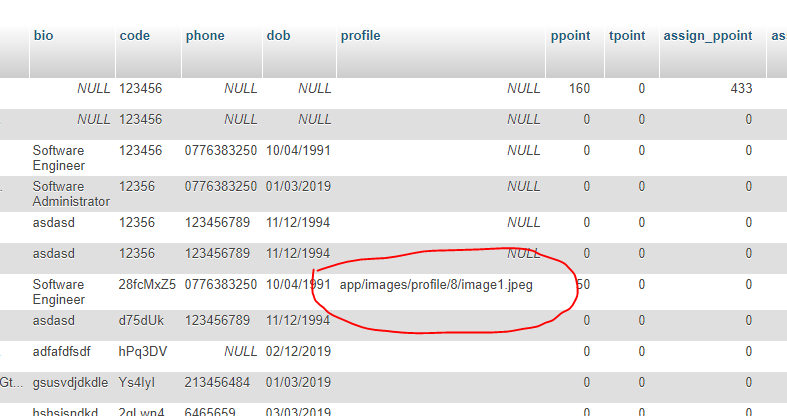 bio code phone dob profile ppoint tpoint assign_ppoint as
NULL 123456 NULL NULL NULL 160 0 433
NULL 123456 NULL NULL NULL 0 0 0
Software 123456 0776383250 10/04/1991 NULL 0 0 0
Engineer
Software 12356 0776383250 01/03/2019 NULL 0 0 0
Administrator
asdasd 12356 123456789 11/12/1994 NULL 0 0 0
asdasd 12356 123456789 11/12/1994 NULL 0 0 0
Software 28fcMxZ5 0776383250 10/04/1991 app/images/profile/8/image1.jpeg 50 0 0
Engineer
asdasd d75dUk 123456789 11/12/1994 0 0 0
adfafdfsdf hPq3DV NULL 02/12/2019 0 0 0
Gt... gsusvdjdkdle Ys4IyI 213456484 01/03/2019 0 0 0
hshsisndkd 2gLwn4 6465659 03/03/2019 0 0 0